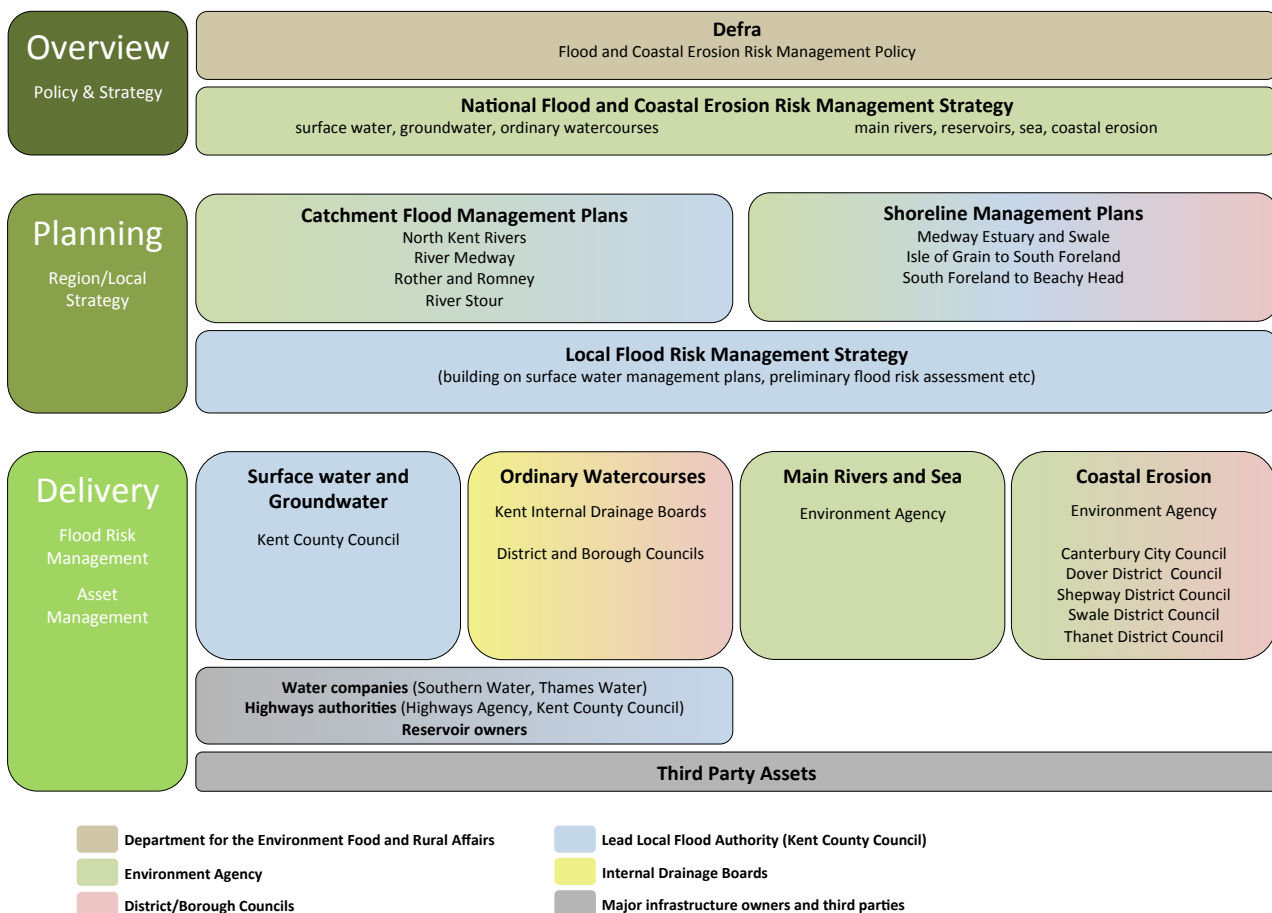 Overview
Policy & Strategy
Defra
Flood and Coastal Erosion Risk Management Policy
National Flood and Coastal Erosion Risk Management Strategy
surface water, groundwater, ordinary watercourses
main rivers, reservoirs, sea, coastal erosion
Planning
Region/Local
Strategy
Catchment Flood Management Plans
North Kent Rivers
River Medway
Rother and Romney
River Stour
Shoreline Management Plans
Medway Estuary and Swale
Isle of Grain to South Foreland
South Foreland to Beachy Head
Local Flood Risk Management Strategy
(building on surface water management plans, preliminary flood risk assessment etc)
Delivery
Flood Risk
Management
Asset
Management
Surface water and
Groundwater
Kent County Council
Ordinary Watercourses
Kent Internal Drainage Boards
District and Borough Councils
Main Rivers and Sea
Environment Agency
Coastal Erosion
Environment Agency
Canterbury City Council
Dover District Council
Shepway District Council
Swale District Council
Thanet District Council
Water companies (Southern Water, Thames Water)
Highways authorities (Highways Agency, Kent County Council)
Reservoir owners
Third Party Assets
Department for the Environment Food and Rural Affairs
Environment Agency
District/Borough Councils
Lead Local Flood Authority (Kent County Council)
Internal Drainage Boards
Major infrastructure owners and third parties